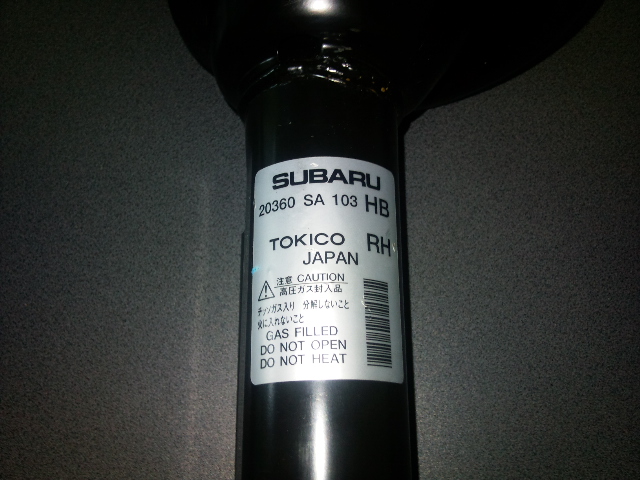 SUBARU
20360 SA 103 HB
TOKICO RH
JAPAN
注意 CAUTION
高圧ガス封入品
チッソガス入り 分解しないこと
火に入れないこと
GAS FILLED
DO NOT OPEN
DO NOT HEAT